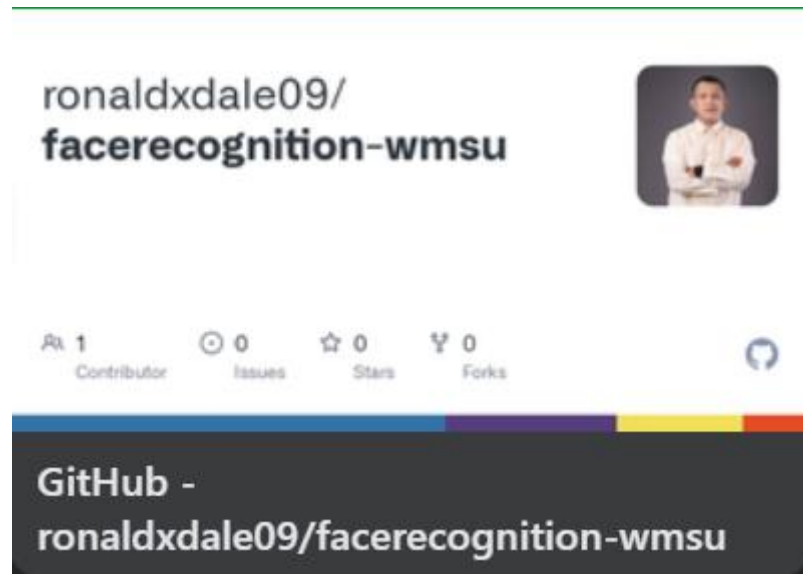 ronaldxdale09/
facerecognition-wmsu
1 0 0 0
Contributor Issues Stars Forks
GitHub -
ronaldxdale09/facerecognition-wmsu